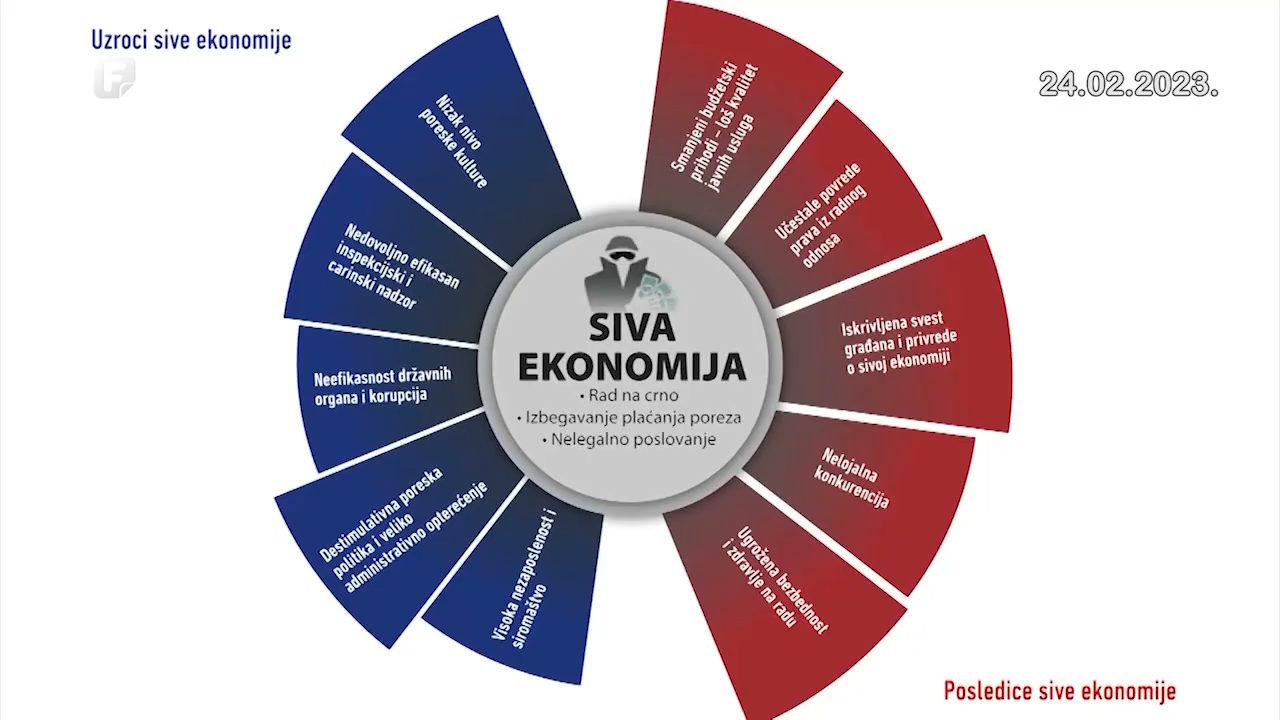 Uzroci sive ekonomije
F
24.02.2023.
Nizak nivo
poreske kulture
Nedovoljno efikasan
inspekcijski i
carinski nadzor
Neefikasnost državnih
organa i korupcija
Destimulativna poreska
politika i veliko
administrativno opterećenje
Visoka nezaposlenost i
siromaštvo
SIVA
EKONOMIJA
• Rad na crno
• Izbegavanje plaćanja poreza
• Nelegalno poslovanje
Smanjeni budžetski
prihodi – loš kvalitet
javnih usluga
Učestale povrede
prava iz radnog
odnosa
Iskrivljena svest
građana i privrede
o sivoj ekonomiji
Nelojalna
konkurencija
Ugrožena bezbednost
i zdravlje na radu
Posledice sive ekonomije